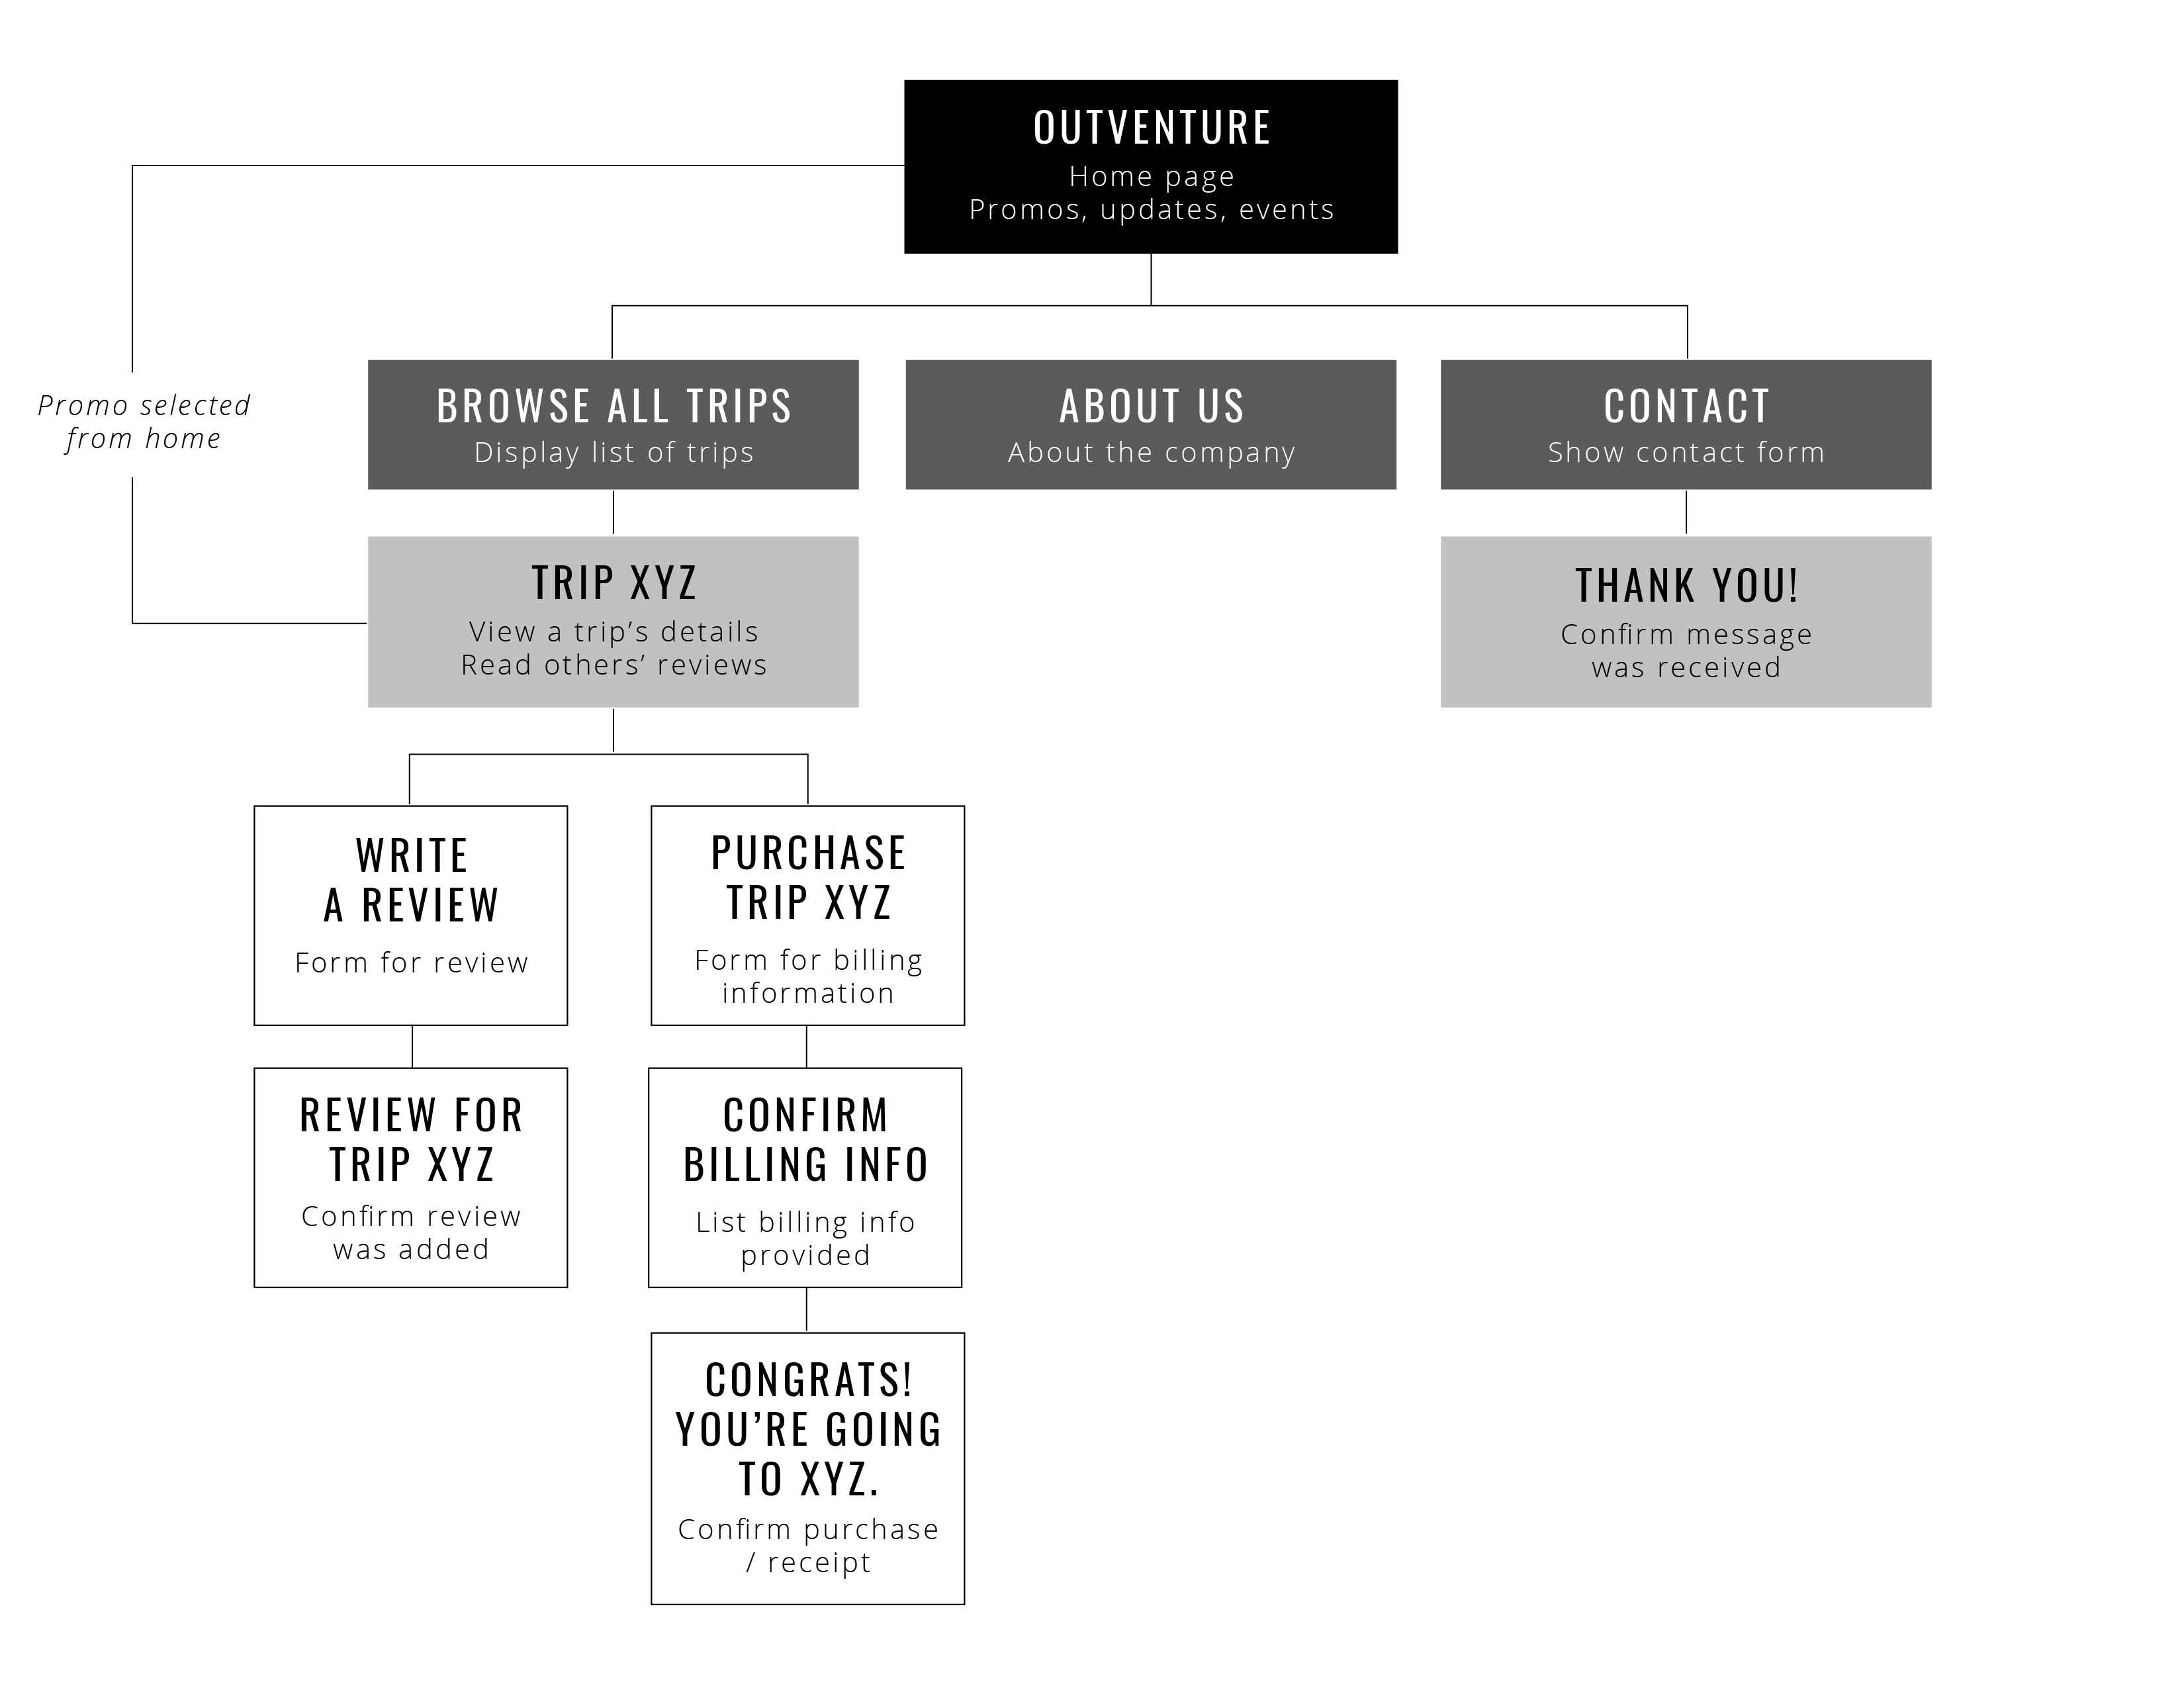 OUTVENTURE
Home page
Promos, updates, events
Promo selected
from home
BROWSE ALL TRIPS
Display list of trips
ABOUT US
About the company
CONTACT
Show contact form
TRIP XYZ
View a trip’s details
Read others’ reviews
THANK YOU!
Confirm message
was received
WRITE
A REVIEW
Form for review
PURCHASE
TRIP XYZ
Form for billing
information
REVIEW FOR
TRIP XYZ
Confirm review
was added
CONFIRM
BILLING INFO
List billing info
provided
CONGRATS!
YOU’RE GOING
TO XYZ.
Confirm purchase
/ receipt